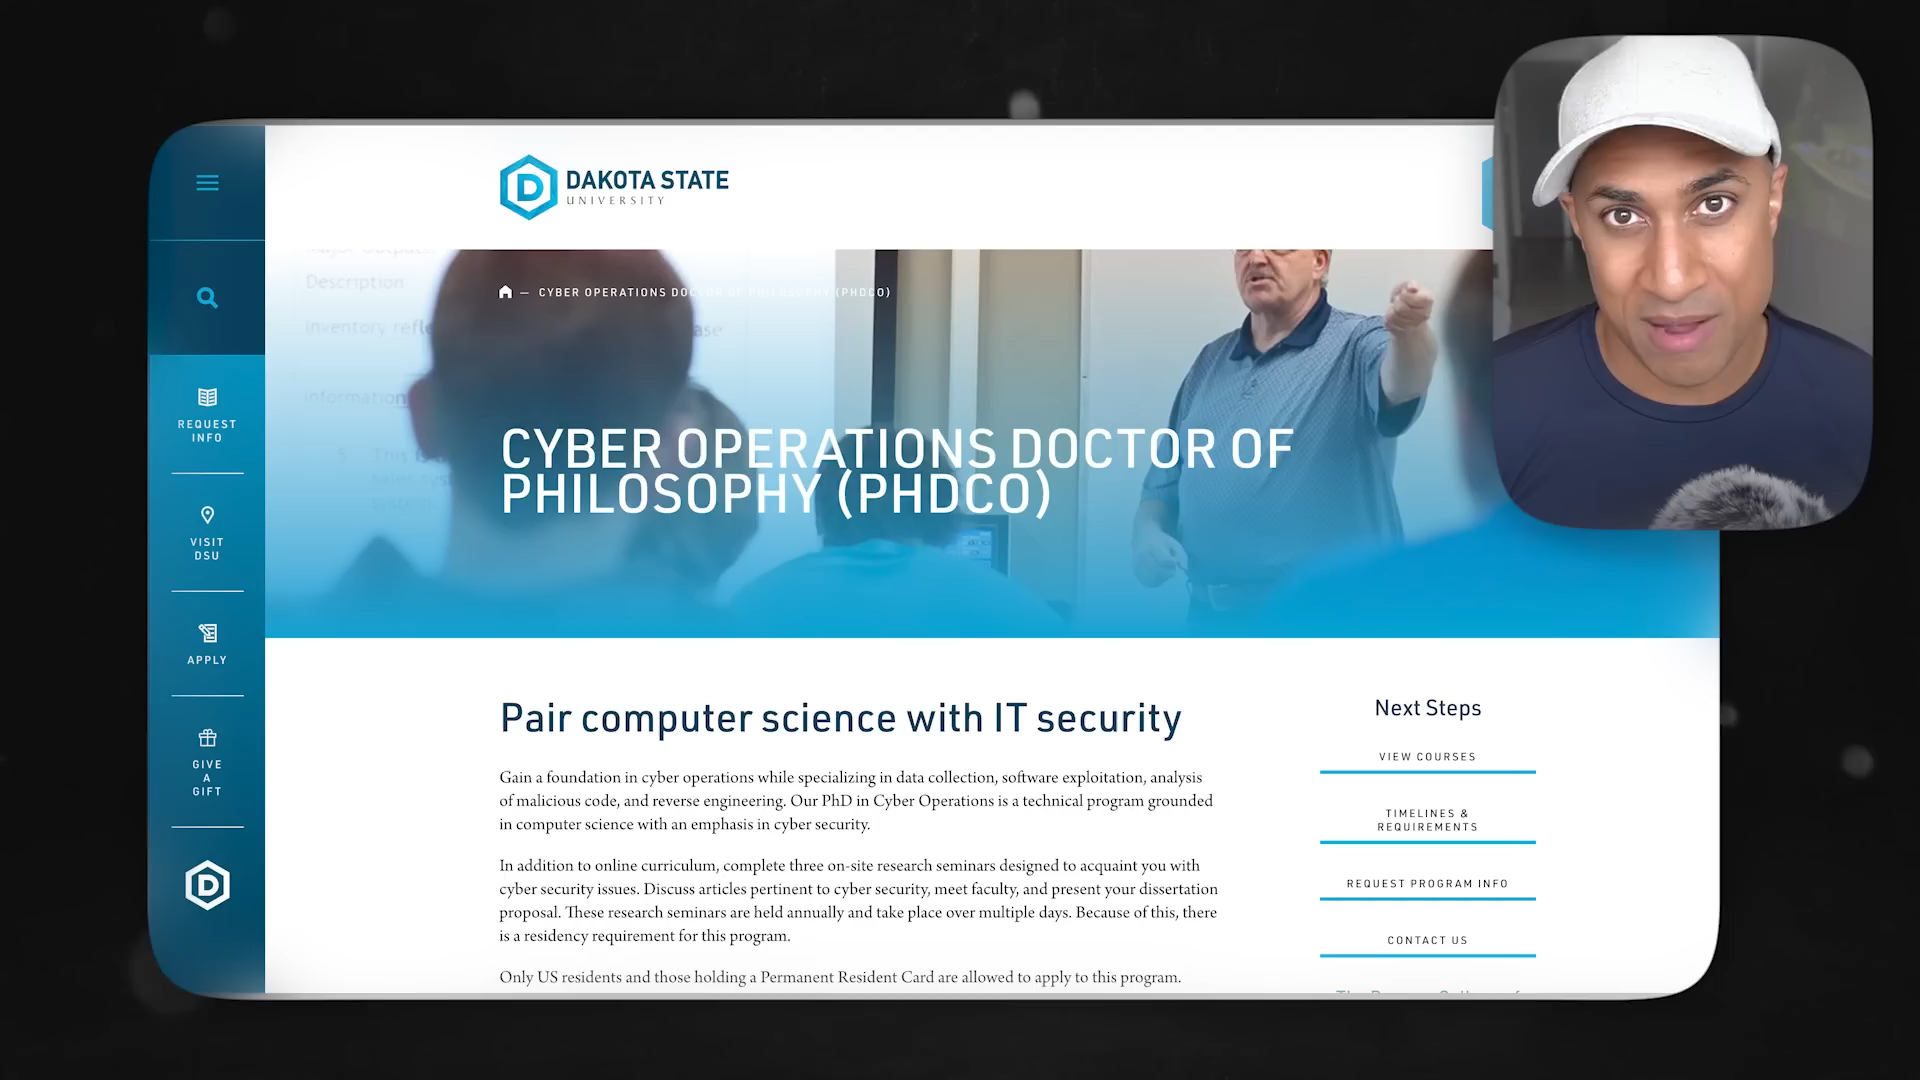 DAKOTA STATE
UNIVERSITY
Description
CYBER OPERATIONS DOCTOR OF PHILOSOPHY (PHDCO)
CYBER OPERATIONS DOCTOR OF
PHILOSOPHY (PHDCO)
REQUEST
INFO
VISIT
DSU
APPLY
GIVE
A
GIFT
Pair computer science with IT security
Gain a foundation in cyber operations while specializing in data collection, software exploitation, analysis
of malicious code, and reverse engineering. Our PhD in Cyber Operations is a technical program grounded
in computer science with an emphasis in cyber security.
In addition to online curriculum, complete three on-site research seminars designed to acquaint you with
cyber security issues. Discuss articles pertinent to cyber security, meet faculty, and present your dissertation
proposal. These research seminars are held annually and take place over multiple days. Because of this, there
is a residency requirement for this program.
Only US residents and those holding a Permanent Resident Card are allowed to apply to this program.
Next Steps
VIEW COURSES
TIMELINES &
REQUIREMENTS
REQUEST PROGRAM INFO
CONTACT US